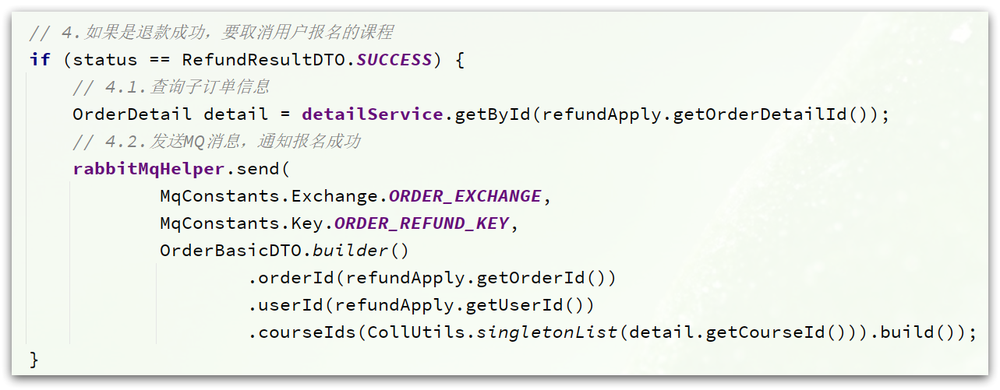 // 4.如果是退款成功，要取消用户报名的课程
if (status == RefundResultDTO.SUCCESS) {
// 4.1.查询子订单信息
OrderDetail detail = detailService.getById(refundApply.getOrderDetailId());
// 4.2.发送MQ消息，通知报名成功
rabbitMqHelper.send(
MqConstants.Exchange.ORDER_EXCHANGE,
MqConstants.Key.ORDER_REFUND_KEY,
OrderBasicDTO.builder()
.orderId(refundApply.getOrderId())
.userId(refundApply.getUserId())
.courseIds(CollUtils.singletonList(detail.getCourseId())).build());
}